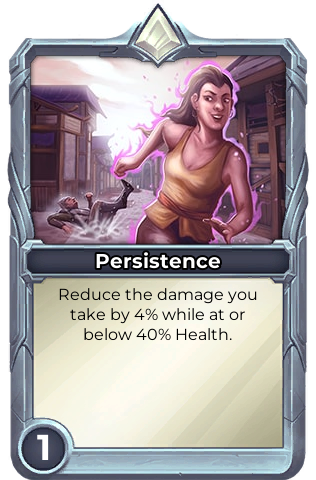 Persistence
Reduce the damage you
take by 4% while at or
below 40% Health.
1